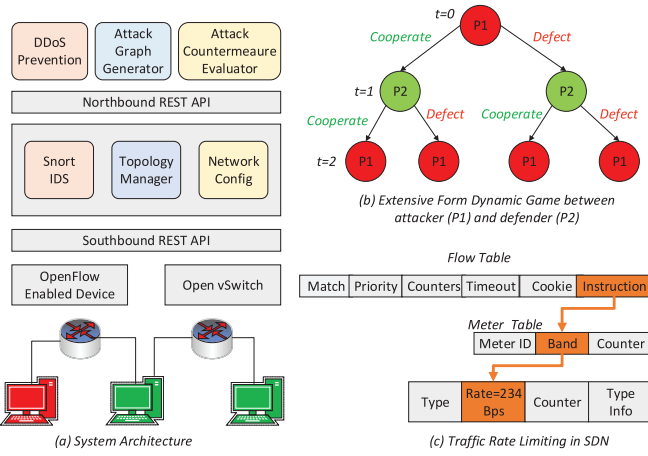 DDoS
Prevention
Attack
Graph
Generator
Attack
Countermeaure
Evaluator
Northbound REST API
Snort
IDS
Topology
Manager
Network
Config
Southbound REST API
OpenFlow
Enabled Device
Open vSwitch
(a) System Architecture
t=0
P1
Cooperate
Defect
t=1
P2
P2
Cooperate
Defect
Cooperate
Defect
t=2
P1
P1
P1
P1
(b) Extensive Form Dynamic Game between
attacker (P1) and defender (P2)
Flow Table
Match
Priority
Counters
Timeout
Cookie
Instruction
Meter Table
Meter ID
Band
Counter
Type
Rate=234
Bps
Counter
Type
Info
(c) Traffic Rate Limiting in SDN